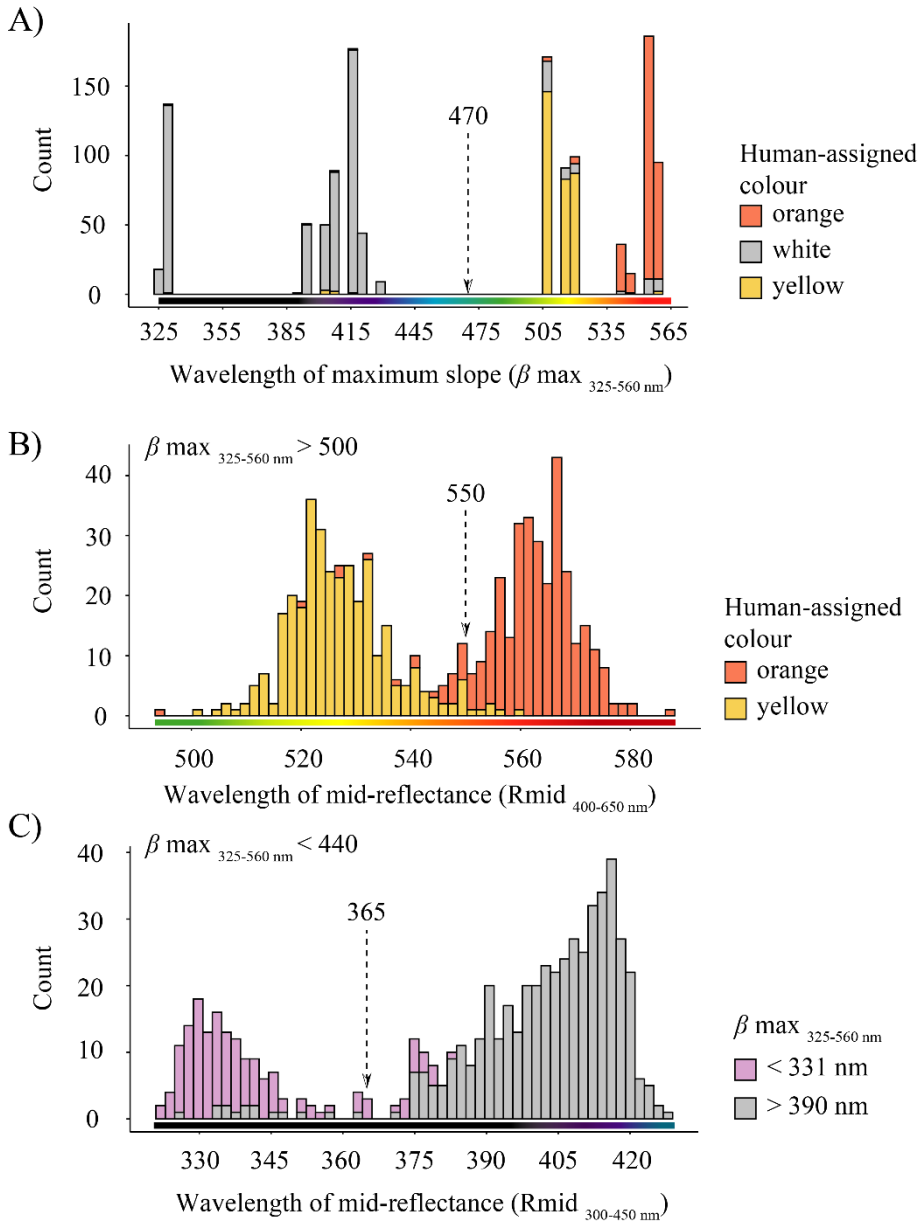 A)
150
100
50
0
Count
470
325 355 385 415 445 475 505 535 565
Wavelength of maximum slope (β max 325-560 nm)
Human-assigned
colour
orange
white
yellow
B)
β max 325-560 nm > 500
40
30
20
10
0
Count
550
500 520 540 560 580
Wavelength of mid-reflectance (Rmid 400-650 nm)
Human-assigned
colour
orange
yellow
C)
β max 325-560 nm < 440
40
30
20
10
0
Count
365
330 345 360 375 390 405 420
Wavelength of mid-reflectance (Rmid 300-450 nm)
β max 325-560 nm
< 331 nm
> 390 nm